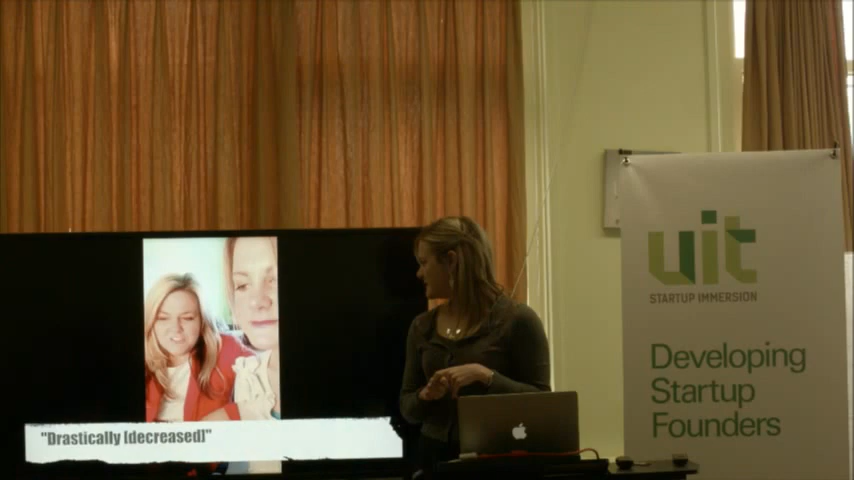 "Drastically [decreased]"
uit
STARTUP IMMERSION
Developing
Startup
Founders